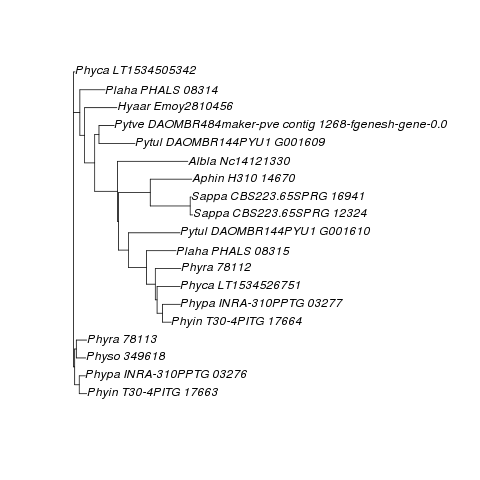 Phyca LT1534505342
Plaha PHALS 08314
Hyaar Emoy2810456
Pytve DAOMBR484maker-pve contig 1268-fgenesh-gene-0.0
Pytul DAOMBR144PYU1 G001609
Albla Nc14121330
Aphin H310 14670
Sappa CBS223.65SPRG 16941
Sappa CBS223.65SPRG 12324
Pytul DAOMBR144PYU1 G001610
Plaha PHALS 08315
Phyra 78112
Phyca LT1534526751
Phypa INRA-310PPTG 03277
Phyin T30-4PITG 17664
Phyra 78113
Physo 349618
Phypa INRA-310PPTG 03276
Phyin T30-4PITG 17663